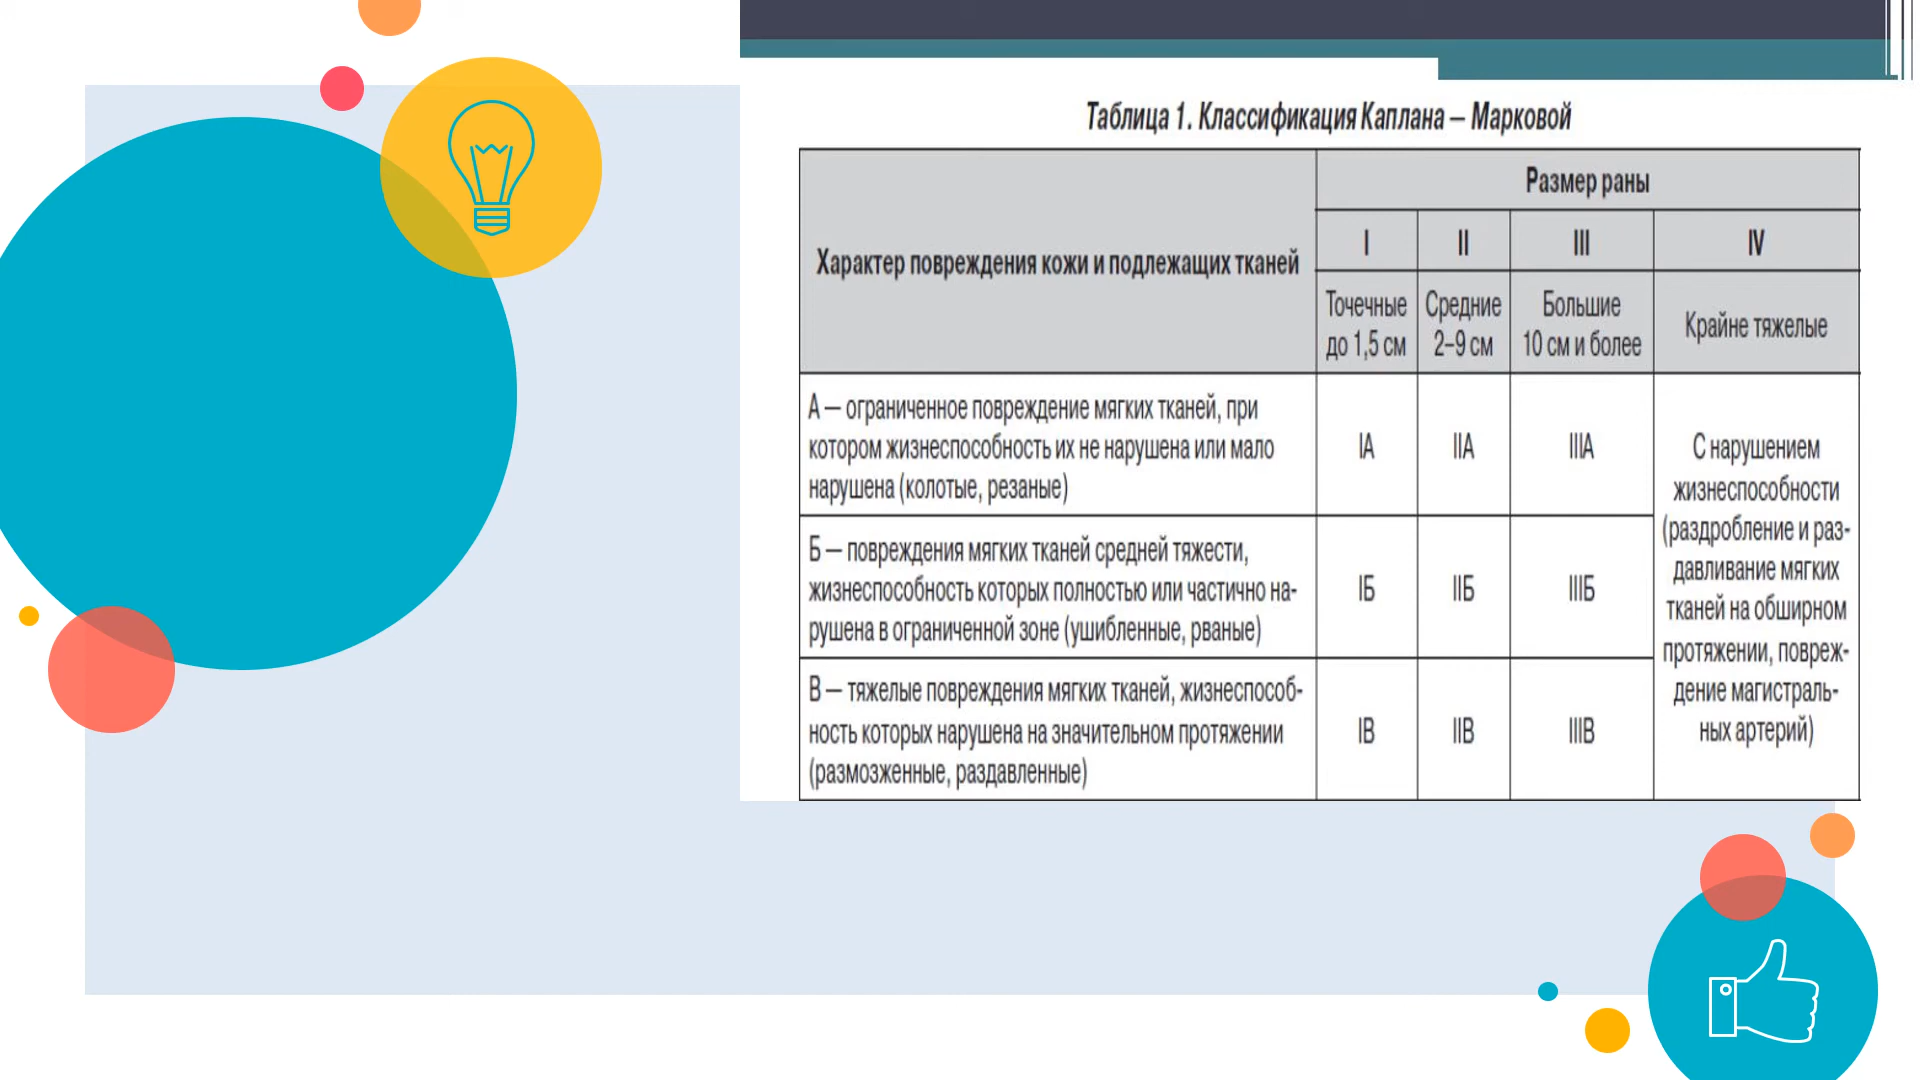 Таблица 1. Классификация Каплана — Марковой
Характер повреждения кожи и подлежащих тканей
Размер раны
I
II
III
IV
Точечные
до 1,5 см
Средние
2–9 см
Большие
10 см и более
Крайне тяжелые
А — ограниченное повреждение мягких тканей, при
котором жизнеспособность их не нарушена или мало
нарушена (колотые, резаные)
IА
IIА
IIIА
Б — повреждения мягких тканей средней тяжести,
жизнеспособность которых полностью или частично на-
рушена в ограниченной зоне (ушибленные, рваные)
IБ
IIБ
IIIБ
В — тяжелые повреждения мягких тканей, жизнеспособ-
ность которых нарушена на значительном протяжении
(размозженные, раздавленные)
IВ
IIВ
IIIВ
С нарушением
жизнеспособности
(раздробление и раз-
давливание мягких
тканей на обширном
протяжении, повреж-
дение магистраль-
ных артерий)